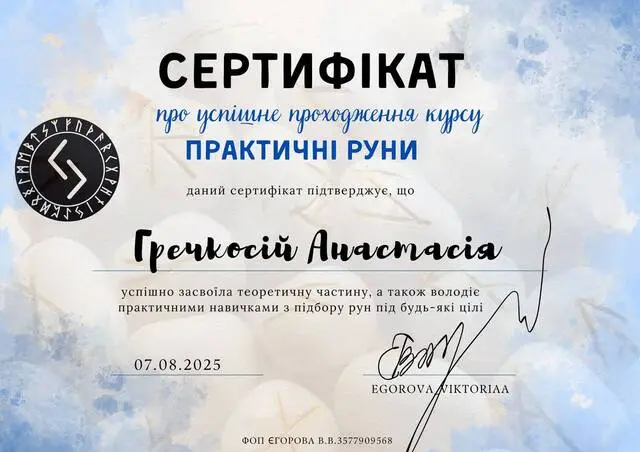 СЕРТИФІКАТ
про успішне проходження курсу
ПРАКТИЧНІ РУНИ
даний сертифікат підтверджує, що
Гречкосій Анастасія
успішно засвоїла теоретичну частину, а також володіє
практичними навичками з підбору рун під будь-які цілі
07.08.2025
EGOROVA VIKTORIAA
ФОП ЄГОРОВА В.В.3577909568